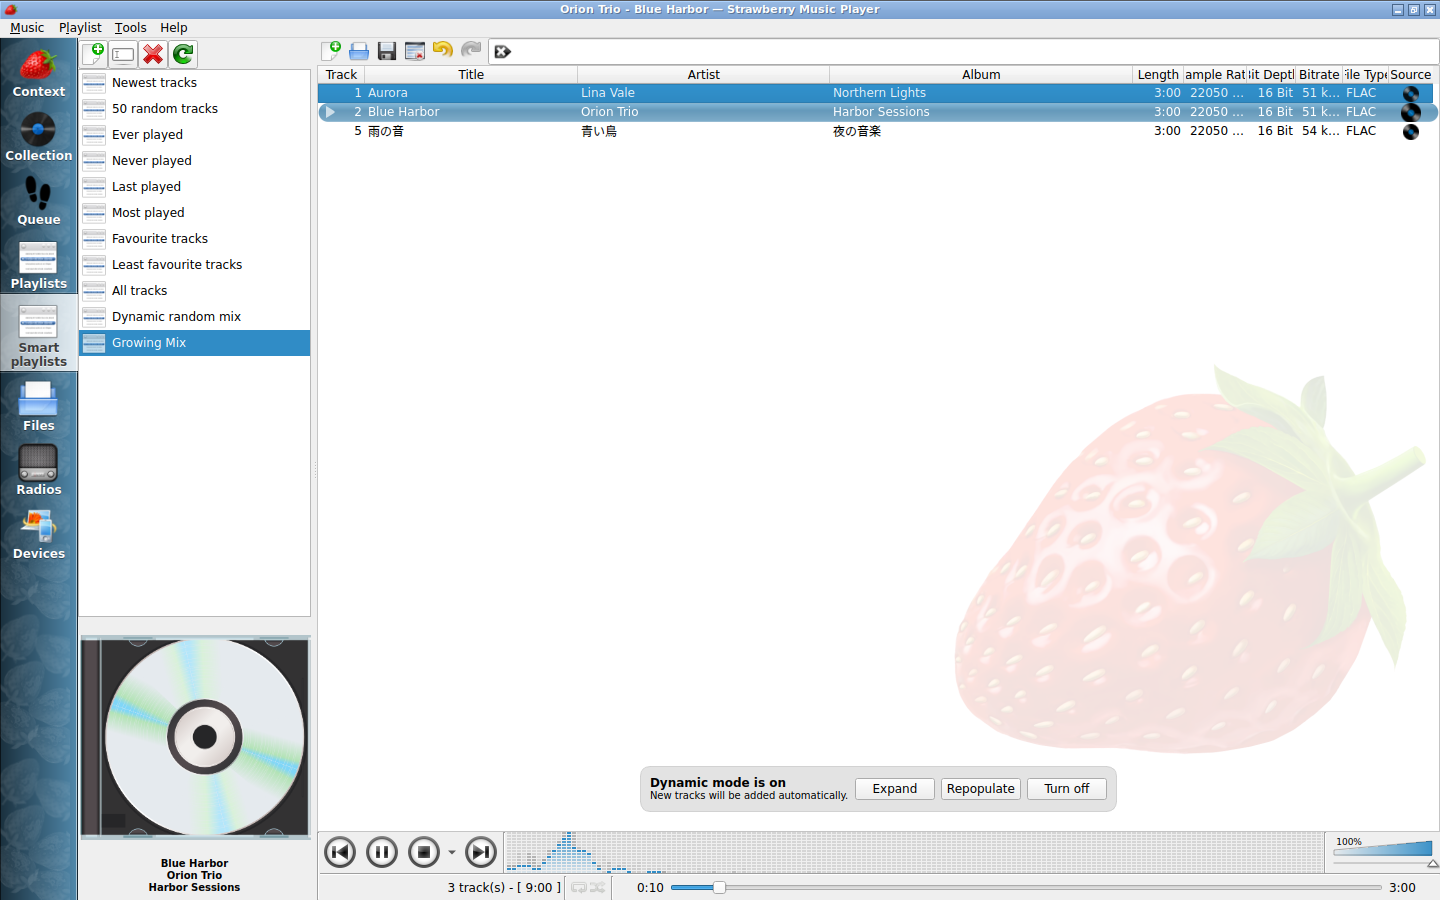 Orion Trio - Blue Harbor — Strawberry Music Player
Music Playlist Tools Help
Context
Collection
Queue
Playlists
Smart playlists
Files
Radios
Devices
Newest tracks
50 random tracks
Ever played
Never played
Last played
Most played
Favourite tracks
Least favourite tracks
All tracks
Dynamic random mix
Growing Mix
Blue Harbor
Orion Trio
Harbor Sessions
Track Title Artist Album Length ample Rat it Dept Bitrate ile Type Source
1 Aurora Lina Vale Northern Lights 3:00 22050 ... 16 Bit 51 k... FLAC
2 Blue Harbor Orion Trio Harbor Sessions 3:00 22050 ... 16 Bit 51 k... FLAC
5 雨の音 青い鳥 夜の音楽 3:00 22050 ... 16 Bit 54 k... FLAC
Dynamic mode is on
New tracks will be added automatically.
Expand Repopulate Turn off
100%
3 track(s) - [ 9:00 ] 0:10 3:00